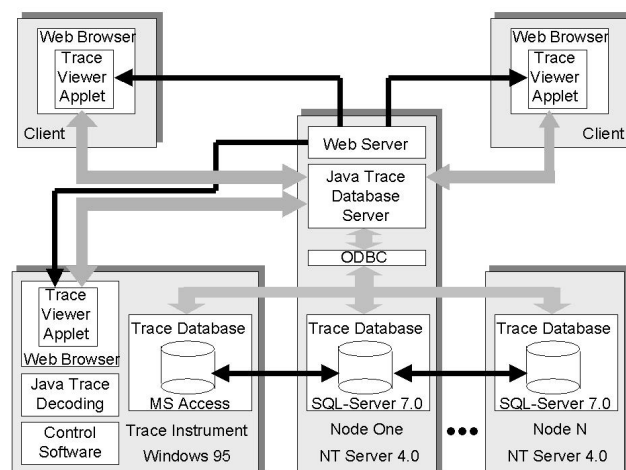 Web Browser
Trace
Viewer
Applet
Client
Web Browser
Trace
Viewer
Applet
Client
Web Server
Java Trace
Database
Server
ODBC
Trace
Viewer
Applet
Web Browser
Java Trace
Decoding
Control
Software
Trace Database
MS Access
Trace Instrument
Windows 95
Trace Database
SQL-Server 7.0
Node One
NT Server 4.0
Trace Database
SQL-Server 7.0
Node N
NT Server 4.0